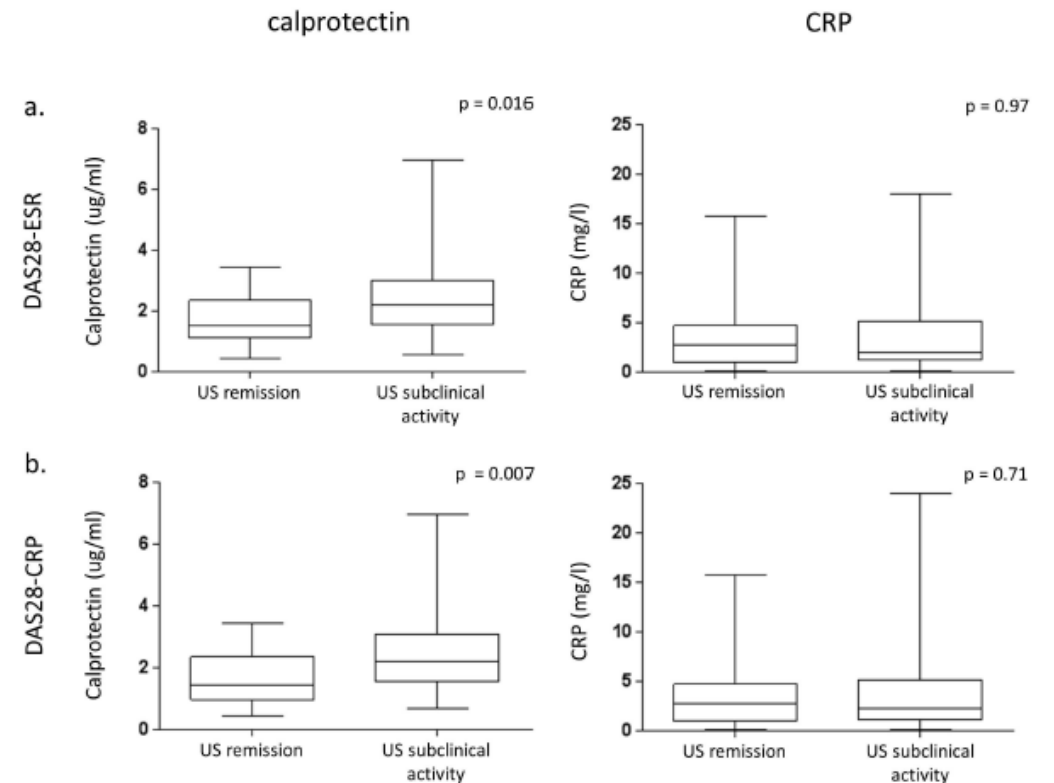 calprotectin
CRP
a.
DAS28-ESR
p = 0.016
Calprotectin (ug/ml)
8
6
4
2
0
US remission
US subclinical
activity
p = 0.97
CRP (mg/l)
25
20
15
10
5
0
US remission
US subclinical
activity
b.
DAS28-CRP
p = 0.007
Calprotectin (ug/ml)
8
6
4
2
0
US remission
US subclinical
activity
p = 0.71
CRP (mg/l)
25
20
15
10
5
0
US remission
US subclinical
activity